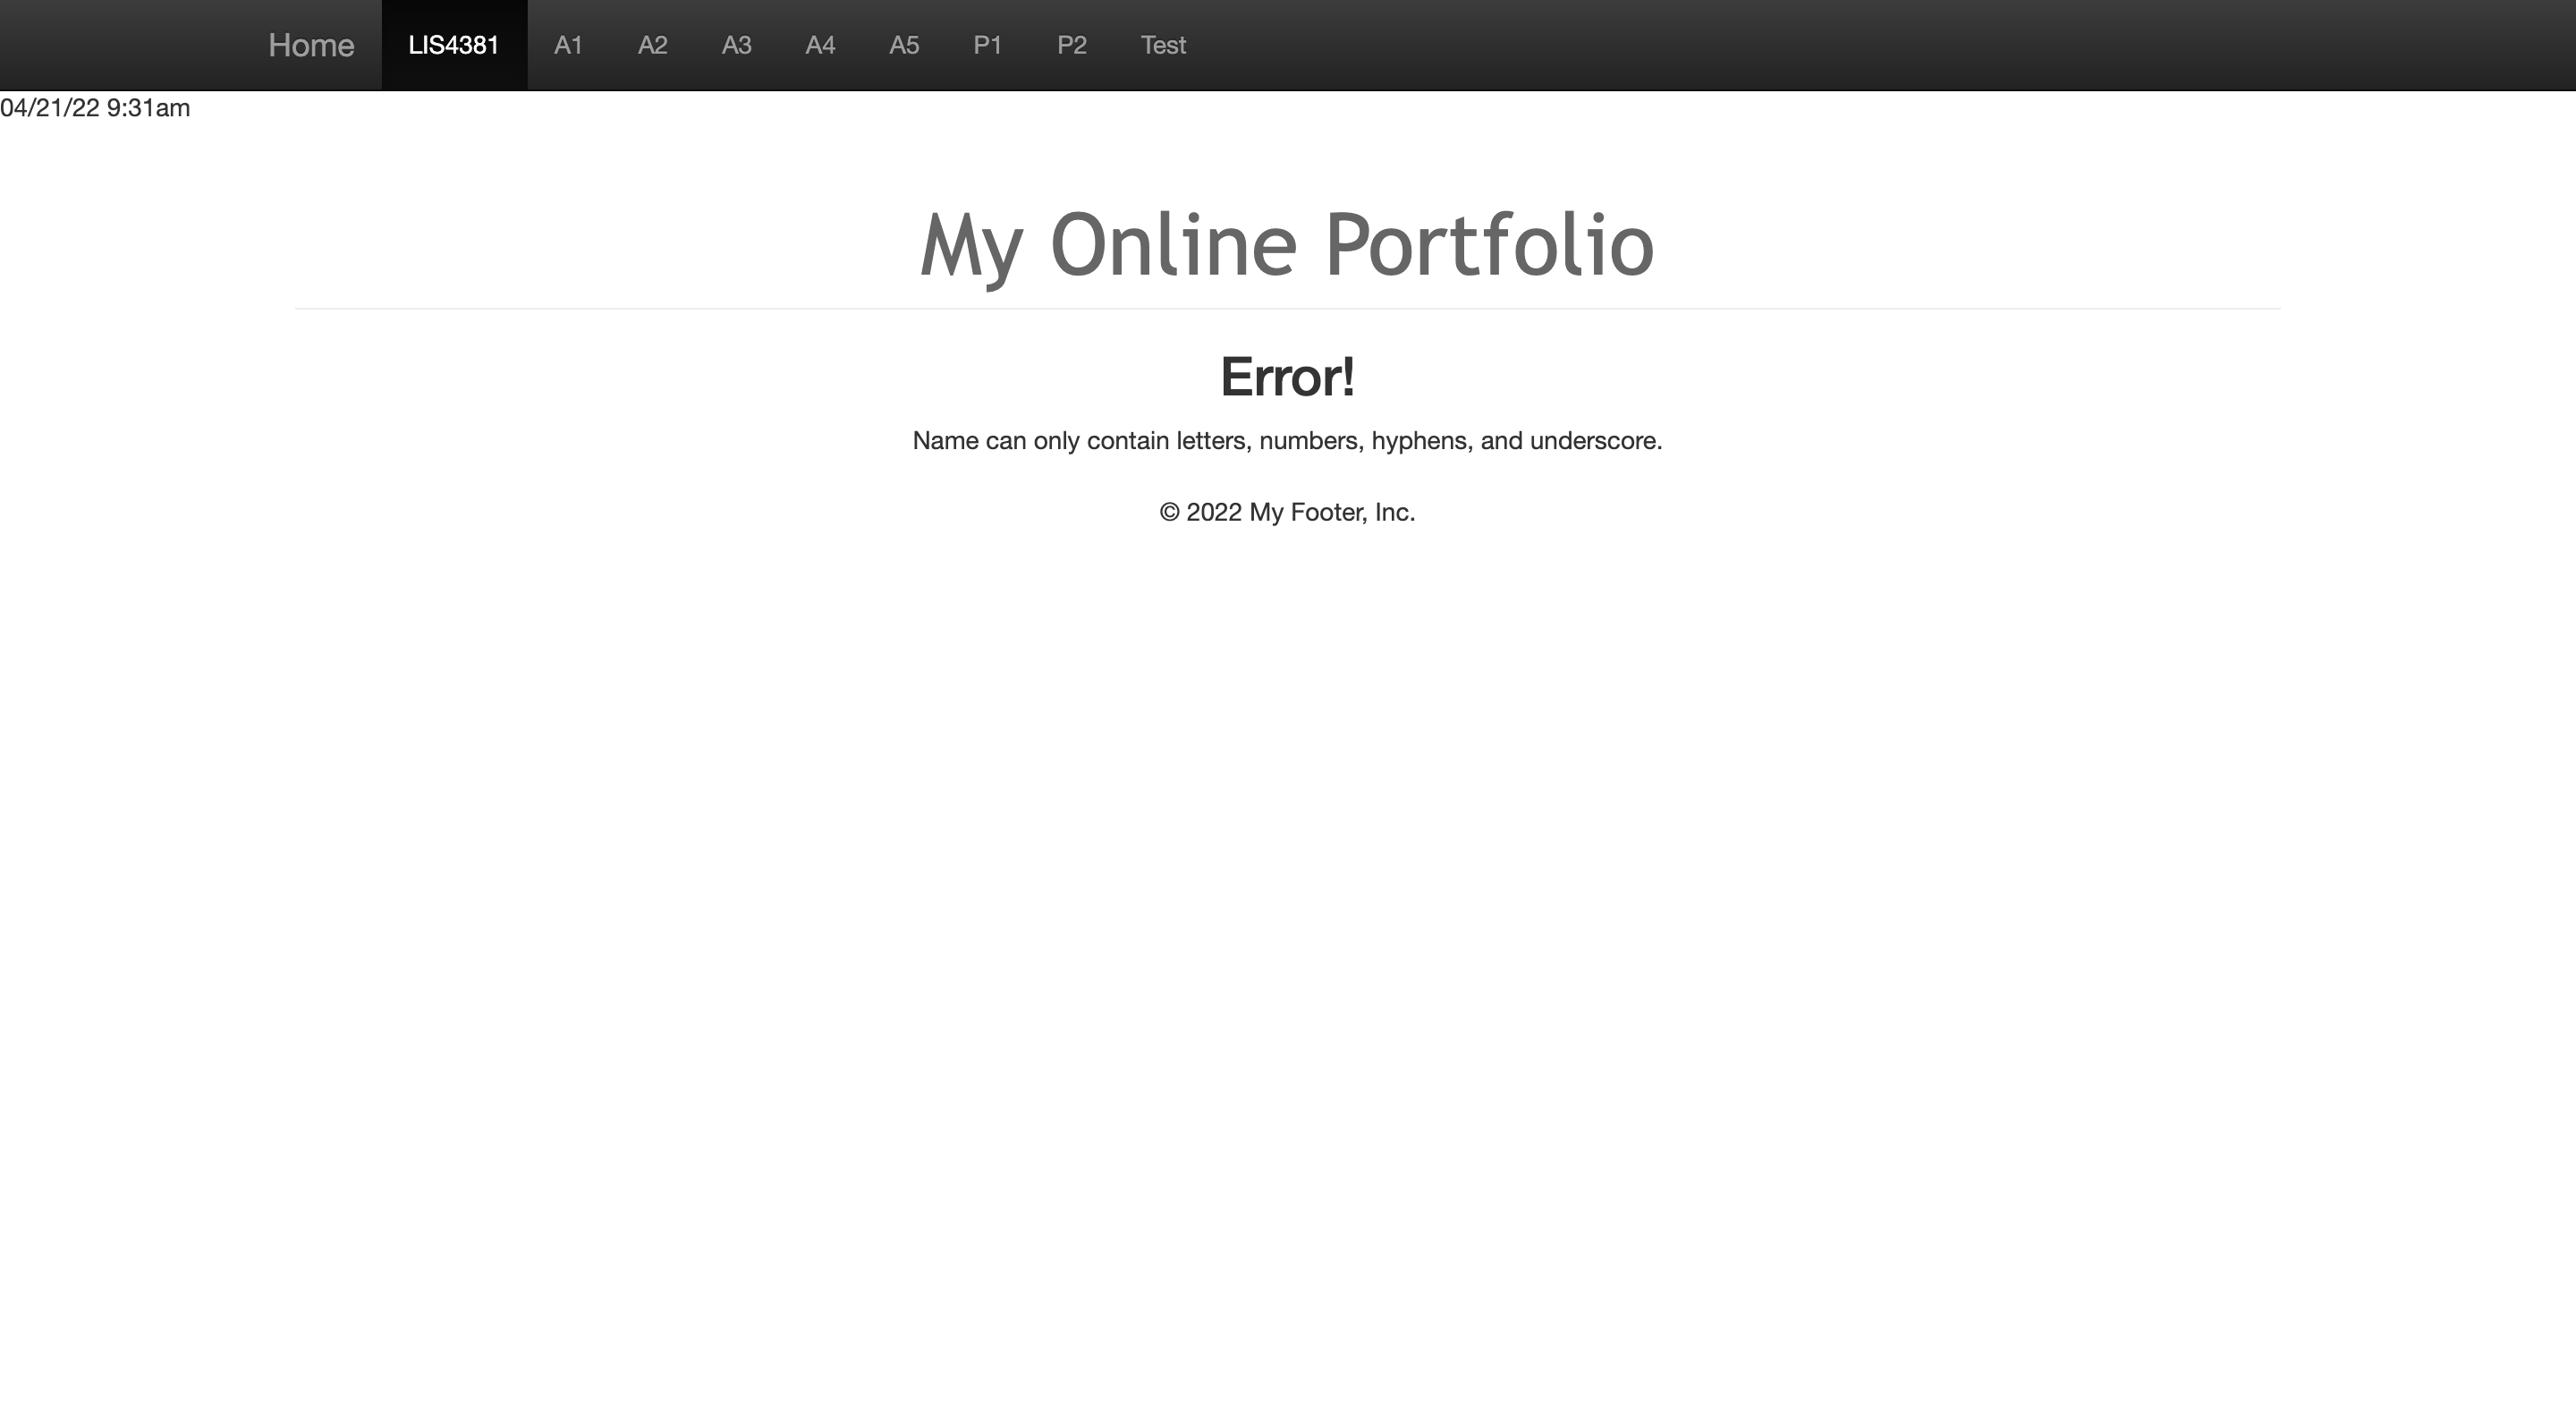 Home LIS4381 A1 A2 A3 A4 A5 P1 P2 Test
04/21/22 9:31am
My Online Portfolio
Error!
Name can only contain letters, numbers, hyphens, and underscore.
© 2022 My Footer, Inc.